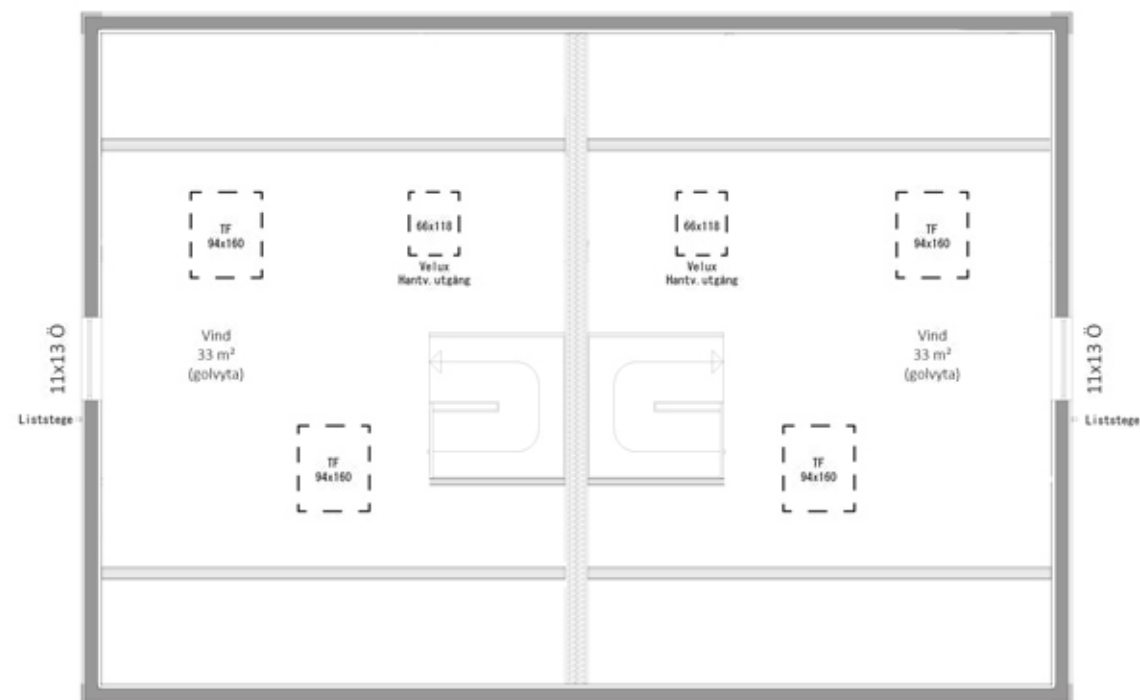 TF
94x160
66x118
Velux
Hantv. utgång
66x118
Velux
Hantv. utgång
TF
94x160
11x13 Ö
Vind
33 m²
(golvyta)
Vind
33 m²
(golvyta)
11x13 Ö
Liststege
Liststege
TF
94x160
TF
94x160